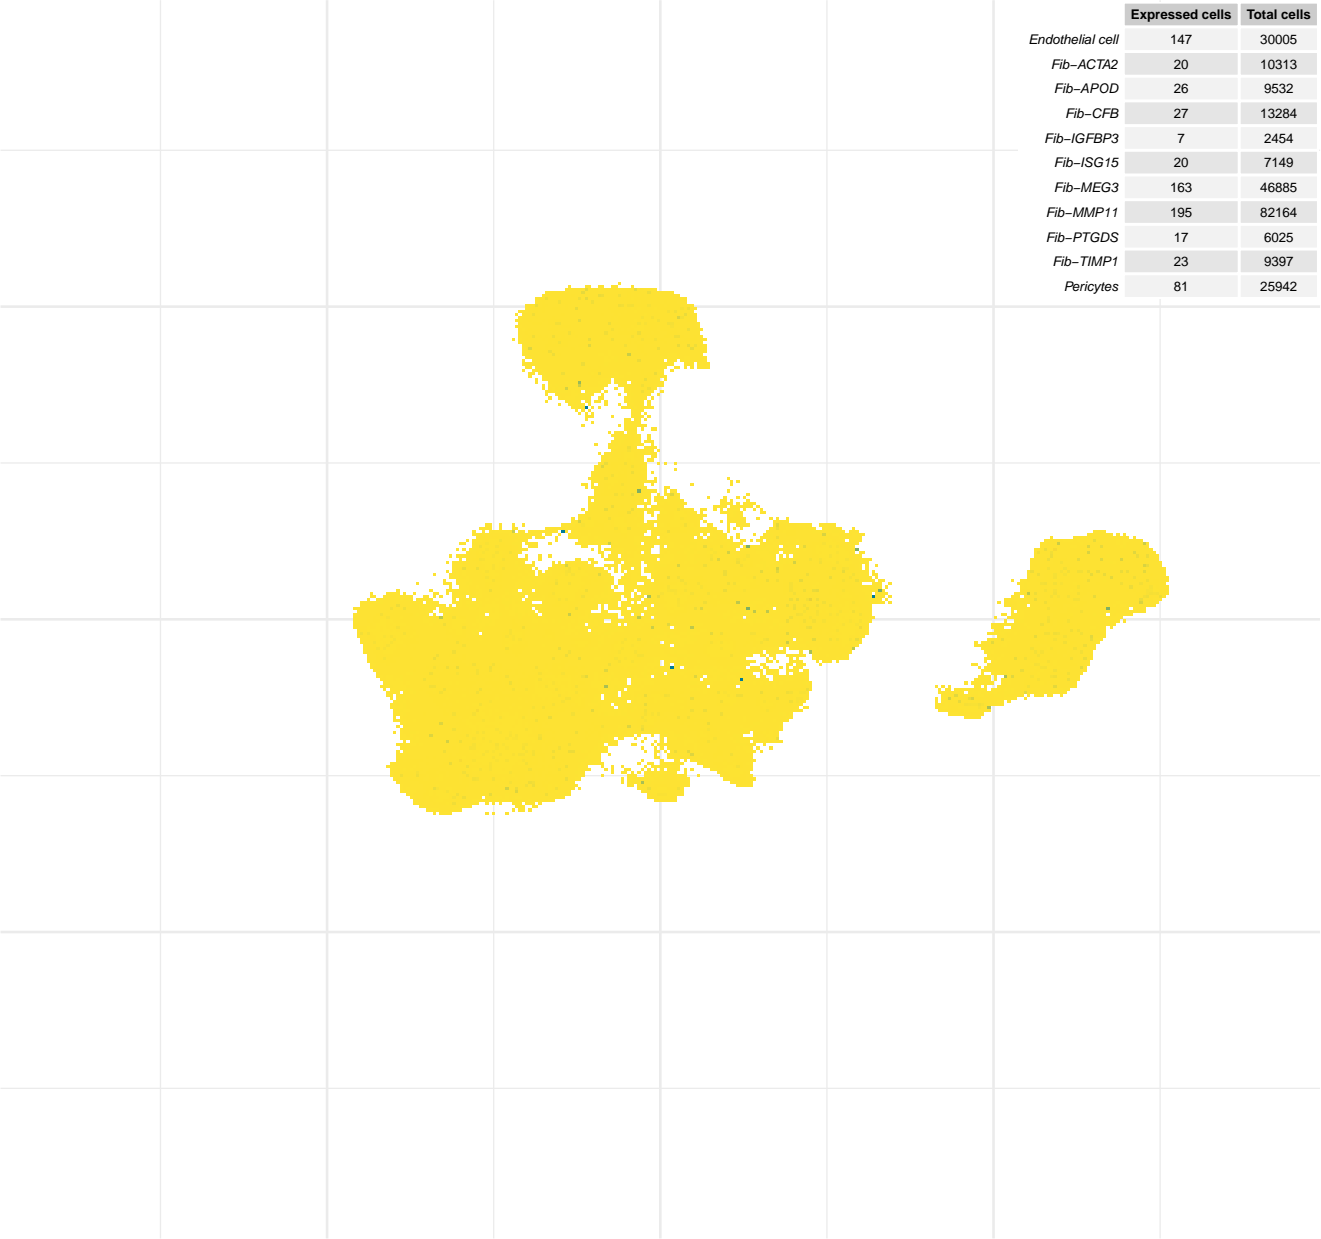 Expressed cells Total cells
Endothelial cell 147 30005
Fib−ACTA2 20 10313
Fib−APOD 26 9532
Fib−CFB 27 13284
Fib−IGFBP3 7 2454
Fib−ISG15 20 7149
Fib−MEG3 163 46885
Fib−MMP11 195 82164
Fib−PTGDS 17 6025
Fib−TIMP1 23 9397
Pericytes 81 25942